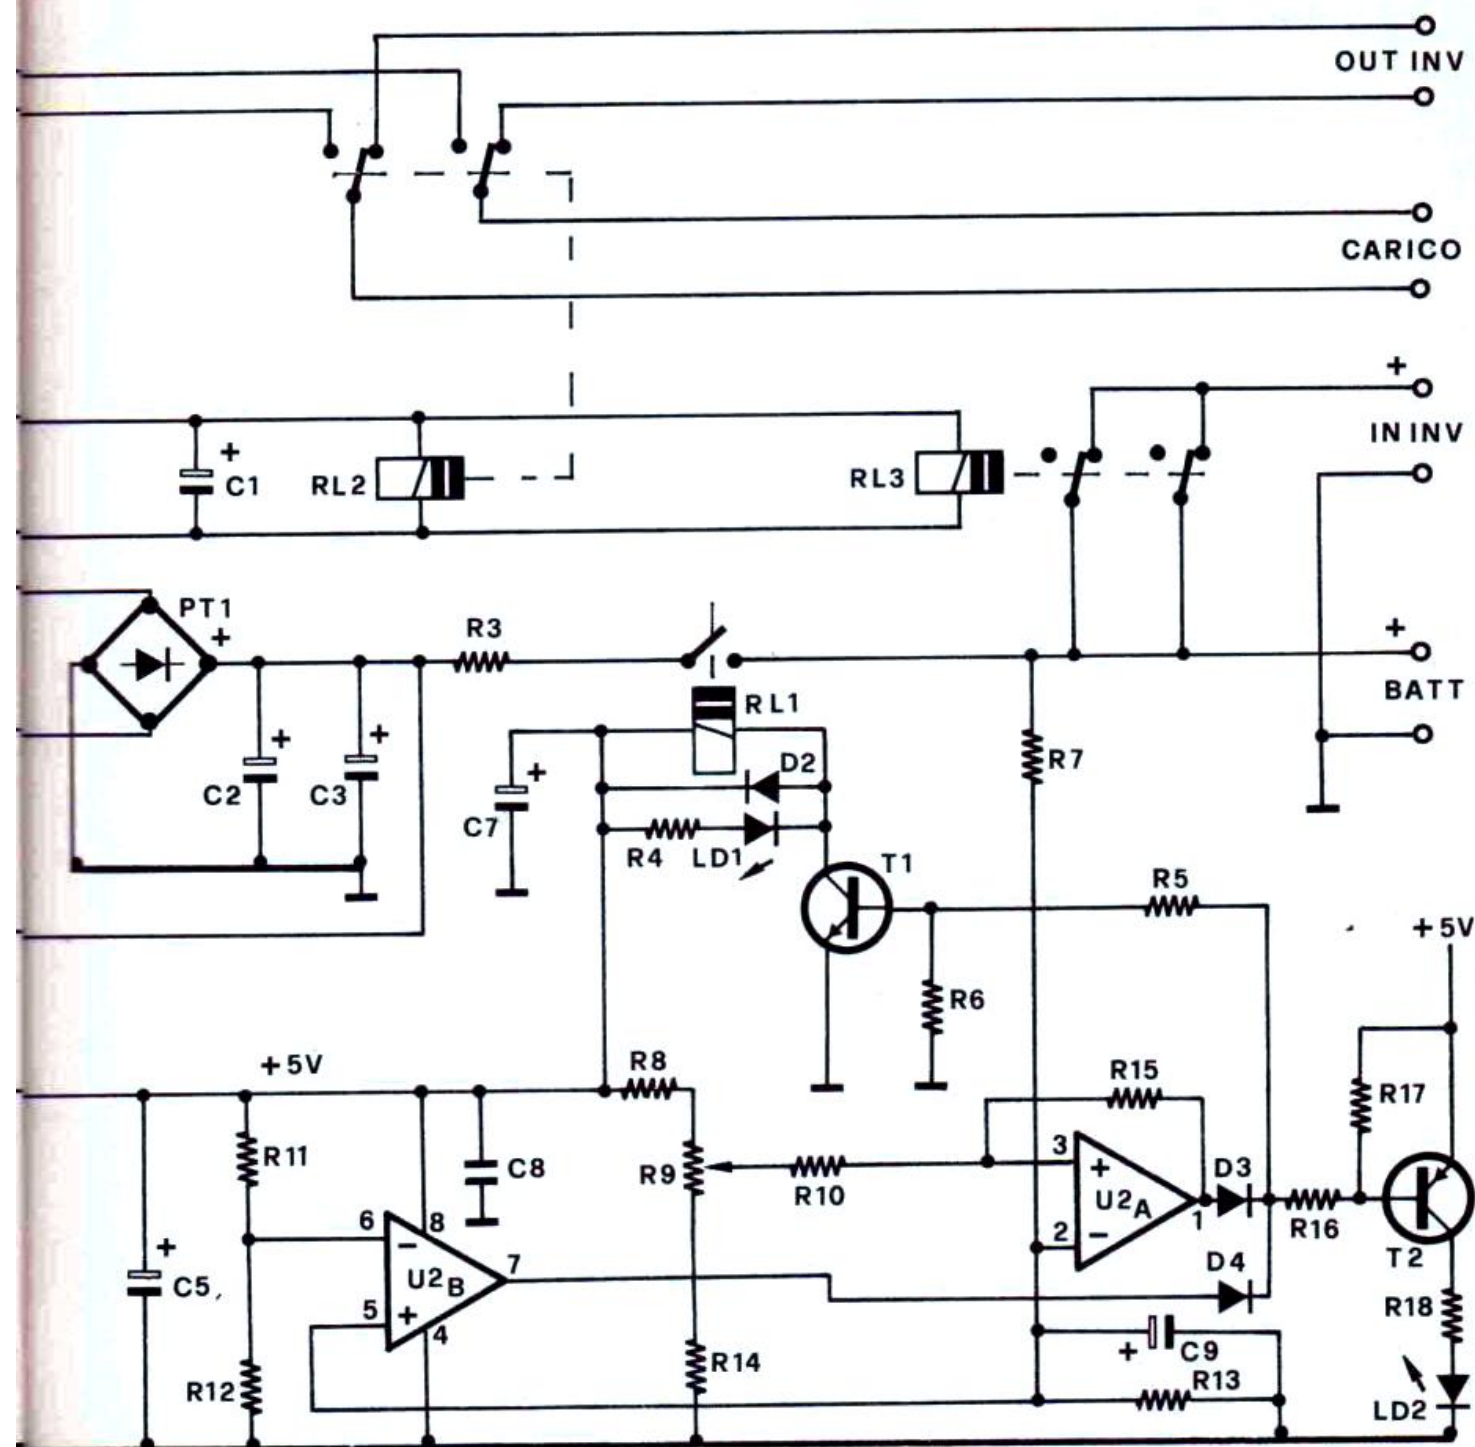 OUT INV
CARICO
+
IN INV
+
C1
RL2
RL3
PT1
+
R3
+
BATT
RL1
+
C2
+
C3
+
C7
D2
R7
R4
LD1
T1
R5
+5V
R6
+5V
R8
R15
R17
R11
C8
R9
R10
3
+
U2A
1
2
−
D3
R16
T2
6
8
−
U2B
7
5
+
4
D4
+
C5
R18
+
C9
R12
R14
R13
LD2